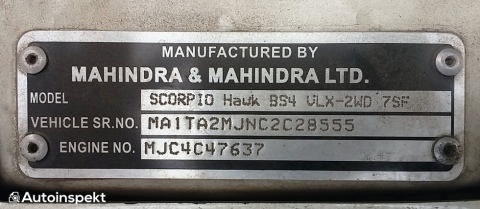 MANUFACTURED BY
MAHINDRA & MAHINDRA LTD.
MODEL SCORPIO Hawk BS4 VLX-2WD 7SF
VEHICLE SR.NO. MA1TA2MJNC2C28555
ENGINE NO. MJC4C47637
Autoinspekt